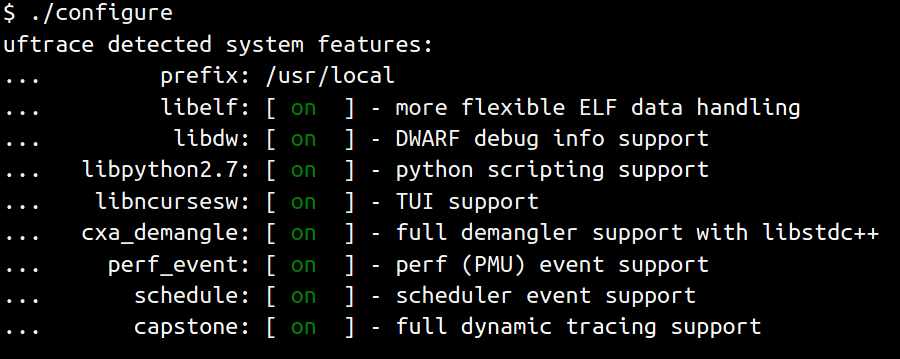 $ ./configure
uftrace detected system features:
...         prefix: /usr/local
...         libelf: [ on  ] - more flexible ELF data handling
...          libdw: [ on  ] - DWARF debug info support
...   libpython2.7: [ on  ] - python scripting support
...    libncursesw: [ on  ] - TUI support
...   cxa_demangle: [ on  ] - full demangler support with libstdc++
...     perf_event: [ on  ] - perf (PMU) event support
...       schedule: [ on  ] - scheduler event support
...       capstone: [ on  ] - full dynamic tracing support